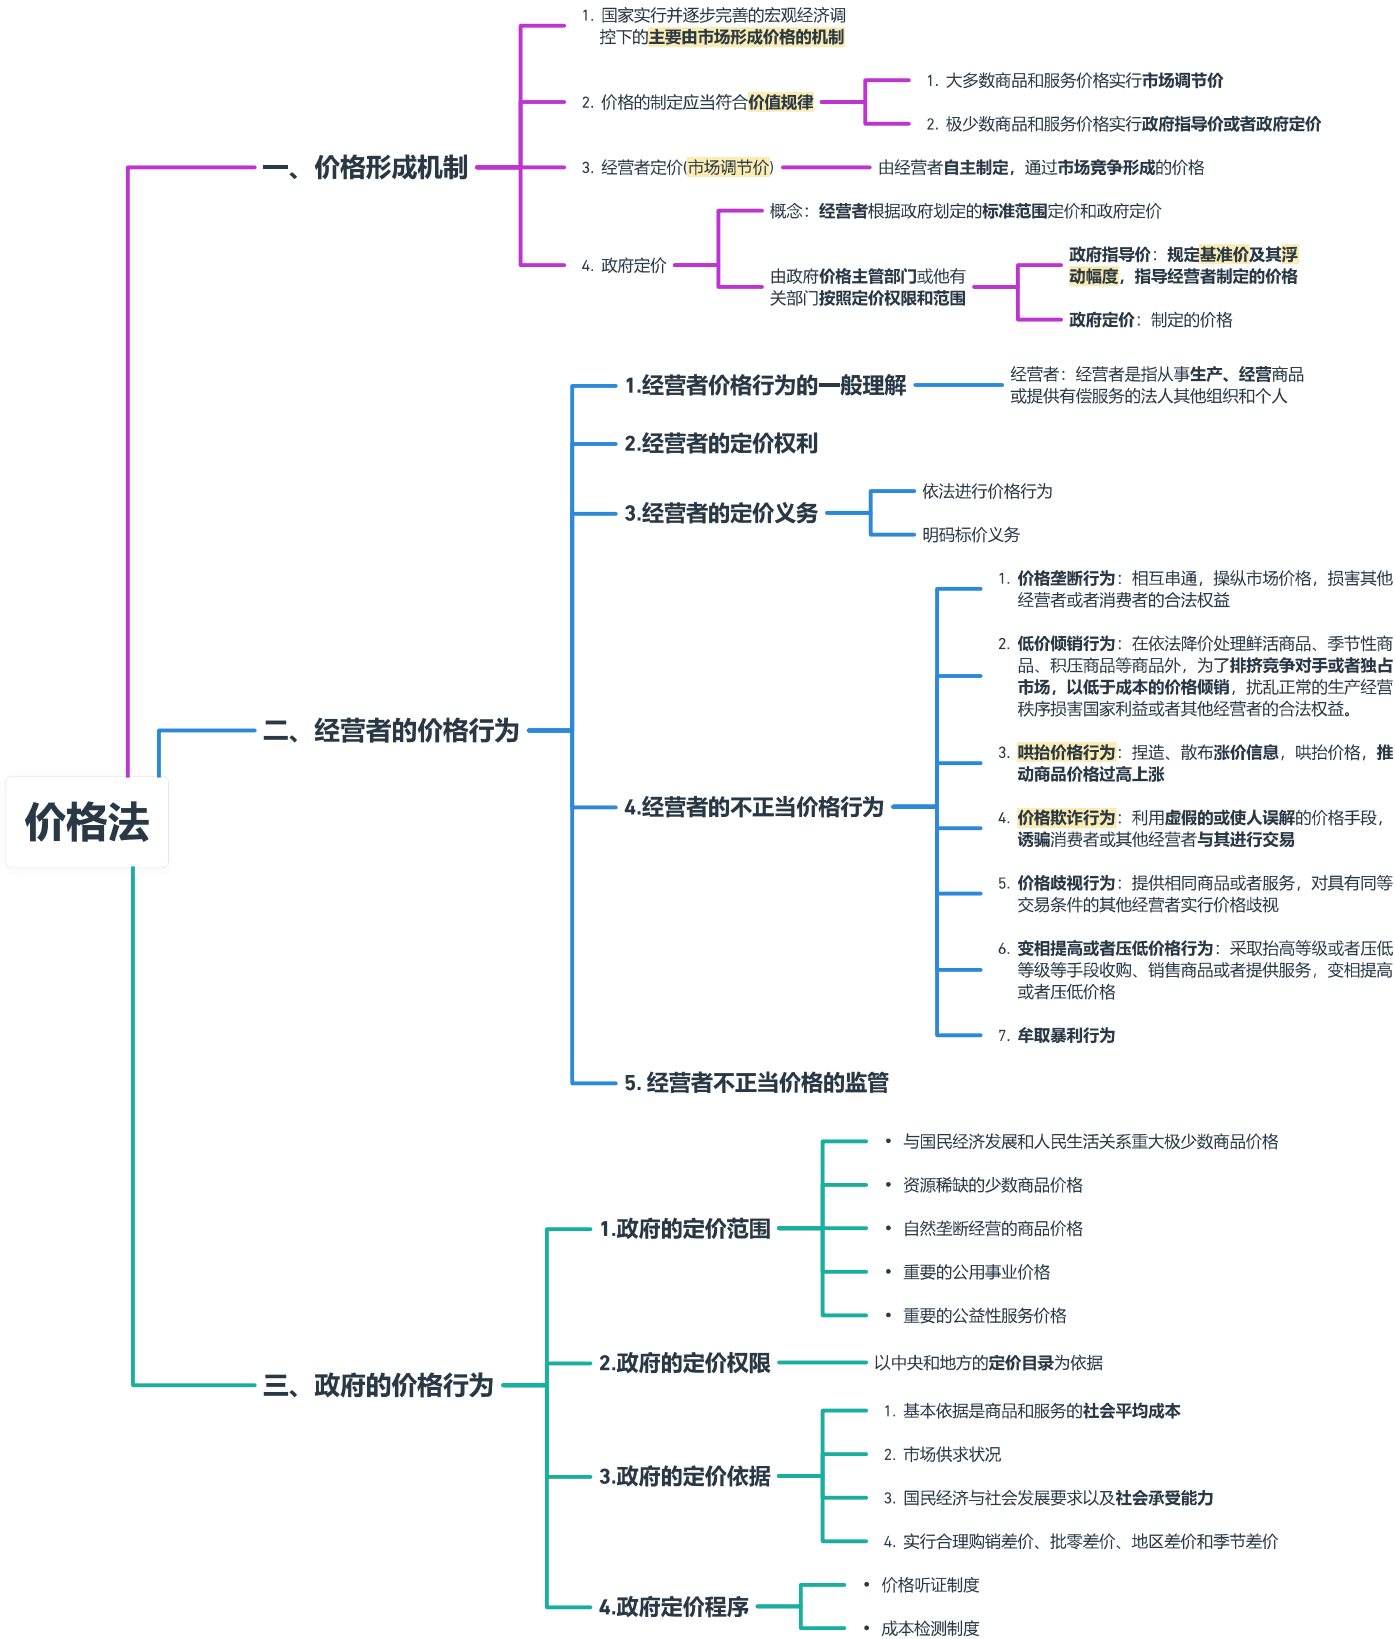 价格法
一、价格形成机制
1. 国家实行并逐步完善的宏观经济调
控下的主要由市场形成价格的机制
2. 价格的制定应当符合价值规律
1. 大多数商品和服务价格实行市场调节价
2. 极少数商品和服务价格实行政府指导价或者政府定价
3. 经营者定价(市场调节价)
由经营者自主制定，通过市场竞争形成的价格
4. 政府定价
概念：经营者根据政府划定的标准范围定价和政府定价
由政府价格主管部门或他有
关部门按照定价权限和范围
政府指导价：规定基准价及其浮
动幅度，指导经营者制定的价格
政府定价：制定的价格
二、经营者的价格行为
1.经营者价格行为的一般理解
经营者：经营者是指从事生产、经营商品
或提供有偿服务的法人其他组织和个人
2.经营者的定价权利
3.经营者的定价义务
依法进行价格行为
明码标价义务
4.经营者的不正当价格行为
1. 价格垄断行为：相互串通，操纵市场价格，损害其他
经营者或者消费者的合法权益
2. 低价倾销行为：在依法降价处理鲜活商品、季节性商
品、积压商品等商品外，为了排挤竞争对手或者独占
市场，以低于成本的价格倾销，扰乱正常的生产经营
秩序损害国家利益或者其他经营者的合法权益。
3. 哄抬价格行为：捏造、散布涨价信息，哄抬价格，推
动商品价格过高上涨
4. 价格欺诈行为：利用虚假的或使人误解的价格手段，
诱骗消费者或其他经营者与其进行交易
5. 价格歧视行为：提供相同商品或者服务，对具有同等
交易条件的其他经营者实行价格歧视
6. 变相提高或者压低价格行为：采取抬高等级或者压低
等级等手段收购、销售商品或者提供服务，变相提高
或者压低价格
7. 牟取暴利行为
5. 经营者不正当价格的监管
三、政府的价格行为
1.政府的定价范围
• 与国民经济发展和人民生活关系重大极少数商品价格
• 资源稀缺的少数商品价格
• 自然垄断经营的商品价格
• 重要的公用事业价格
• 重要的公益性服务价格
2.政府的定价权限
以中央和地方的定价目录为依据
3.政府的定价依据
1. 基本依据是商品和服务的社会平均成本
2. 市场供求状况
3. 国民经济与社会发展要求以及社会承受能力
4. 实行合理购销差价、批零差价、地区差价和季节差价
4.政府定价程序
• 价格听证制度
• 成本检测制度